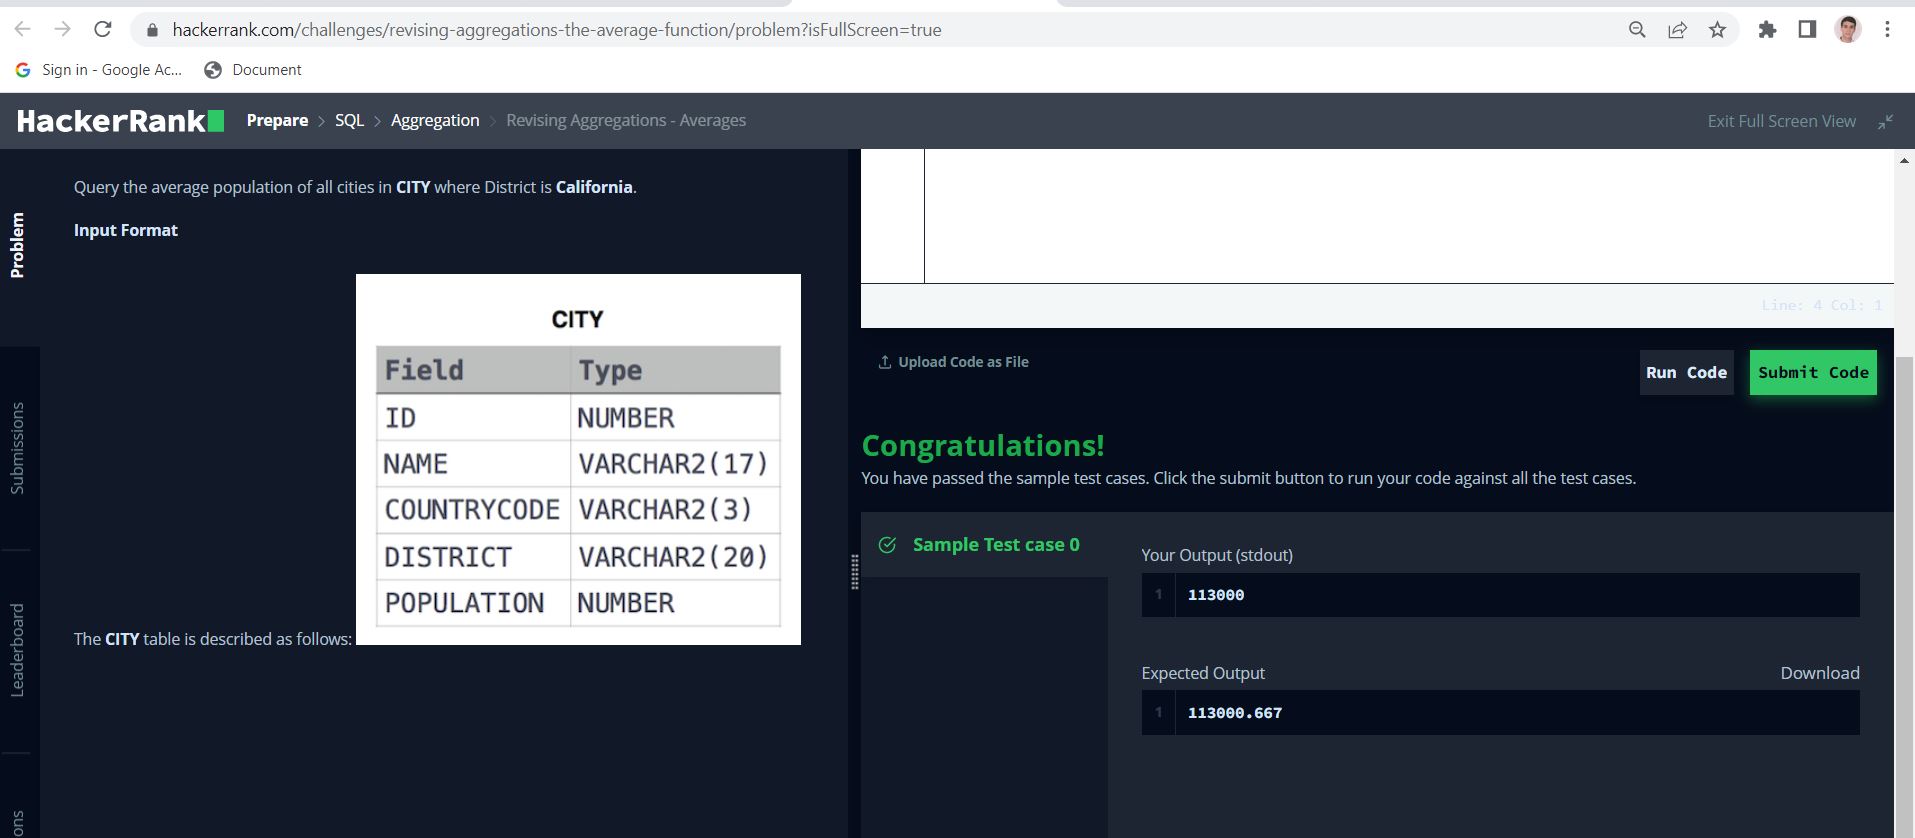 hackerrank.com/challenges/revising-aggregations-the-average-function/problem?isFullScreen=true
Sign in - Google Ac...
Document
HackerRank
Prepare > SQL > Aggregation > Revising Aggregations - Averages
Exit Full Screen View
Problem
Submissions
Leaderboard
ons
Query the average population of all cities in CITY where District is California.
Input Format
CITY
Field Type
ID NUMBER
NAME VARCHAR2(17)
COUNTRYCODE VARCHAR2(3)
DISTRICT VARCHAR2(20)
POPULATION NUMBER
The CITY table is described as follows:
Line: 4 Col: 1
Upload Code as File
Run Code
Submit Code
Congratulations!
You have passed the sample test cases. Click the submit button to run your code against all the test cases.
Sample Test case 0
Your Output (stdout)
1 113000
Expected Output
Download
1 113000.667